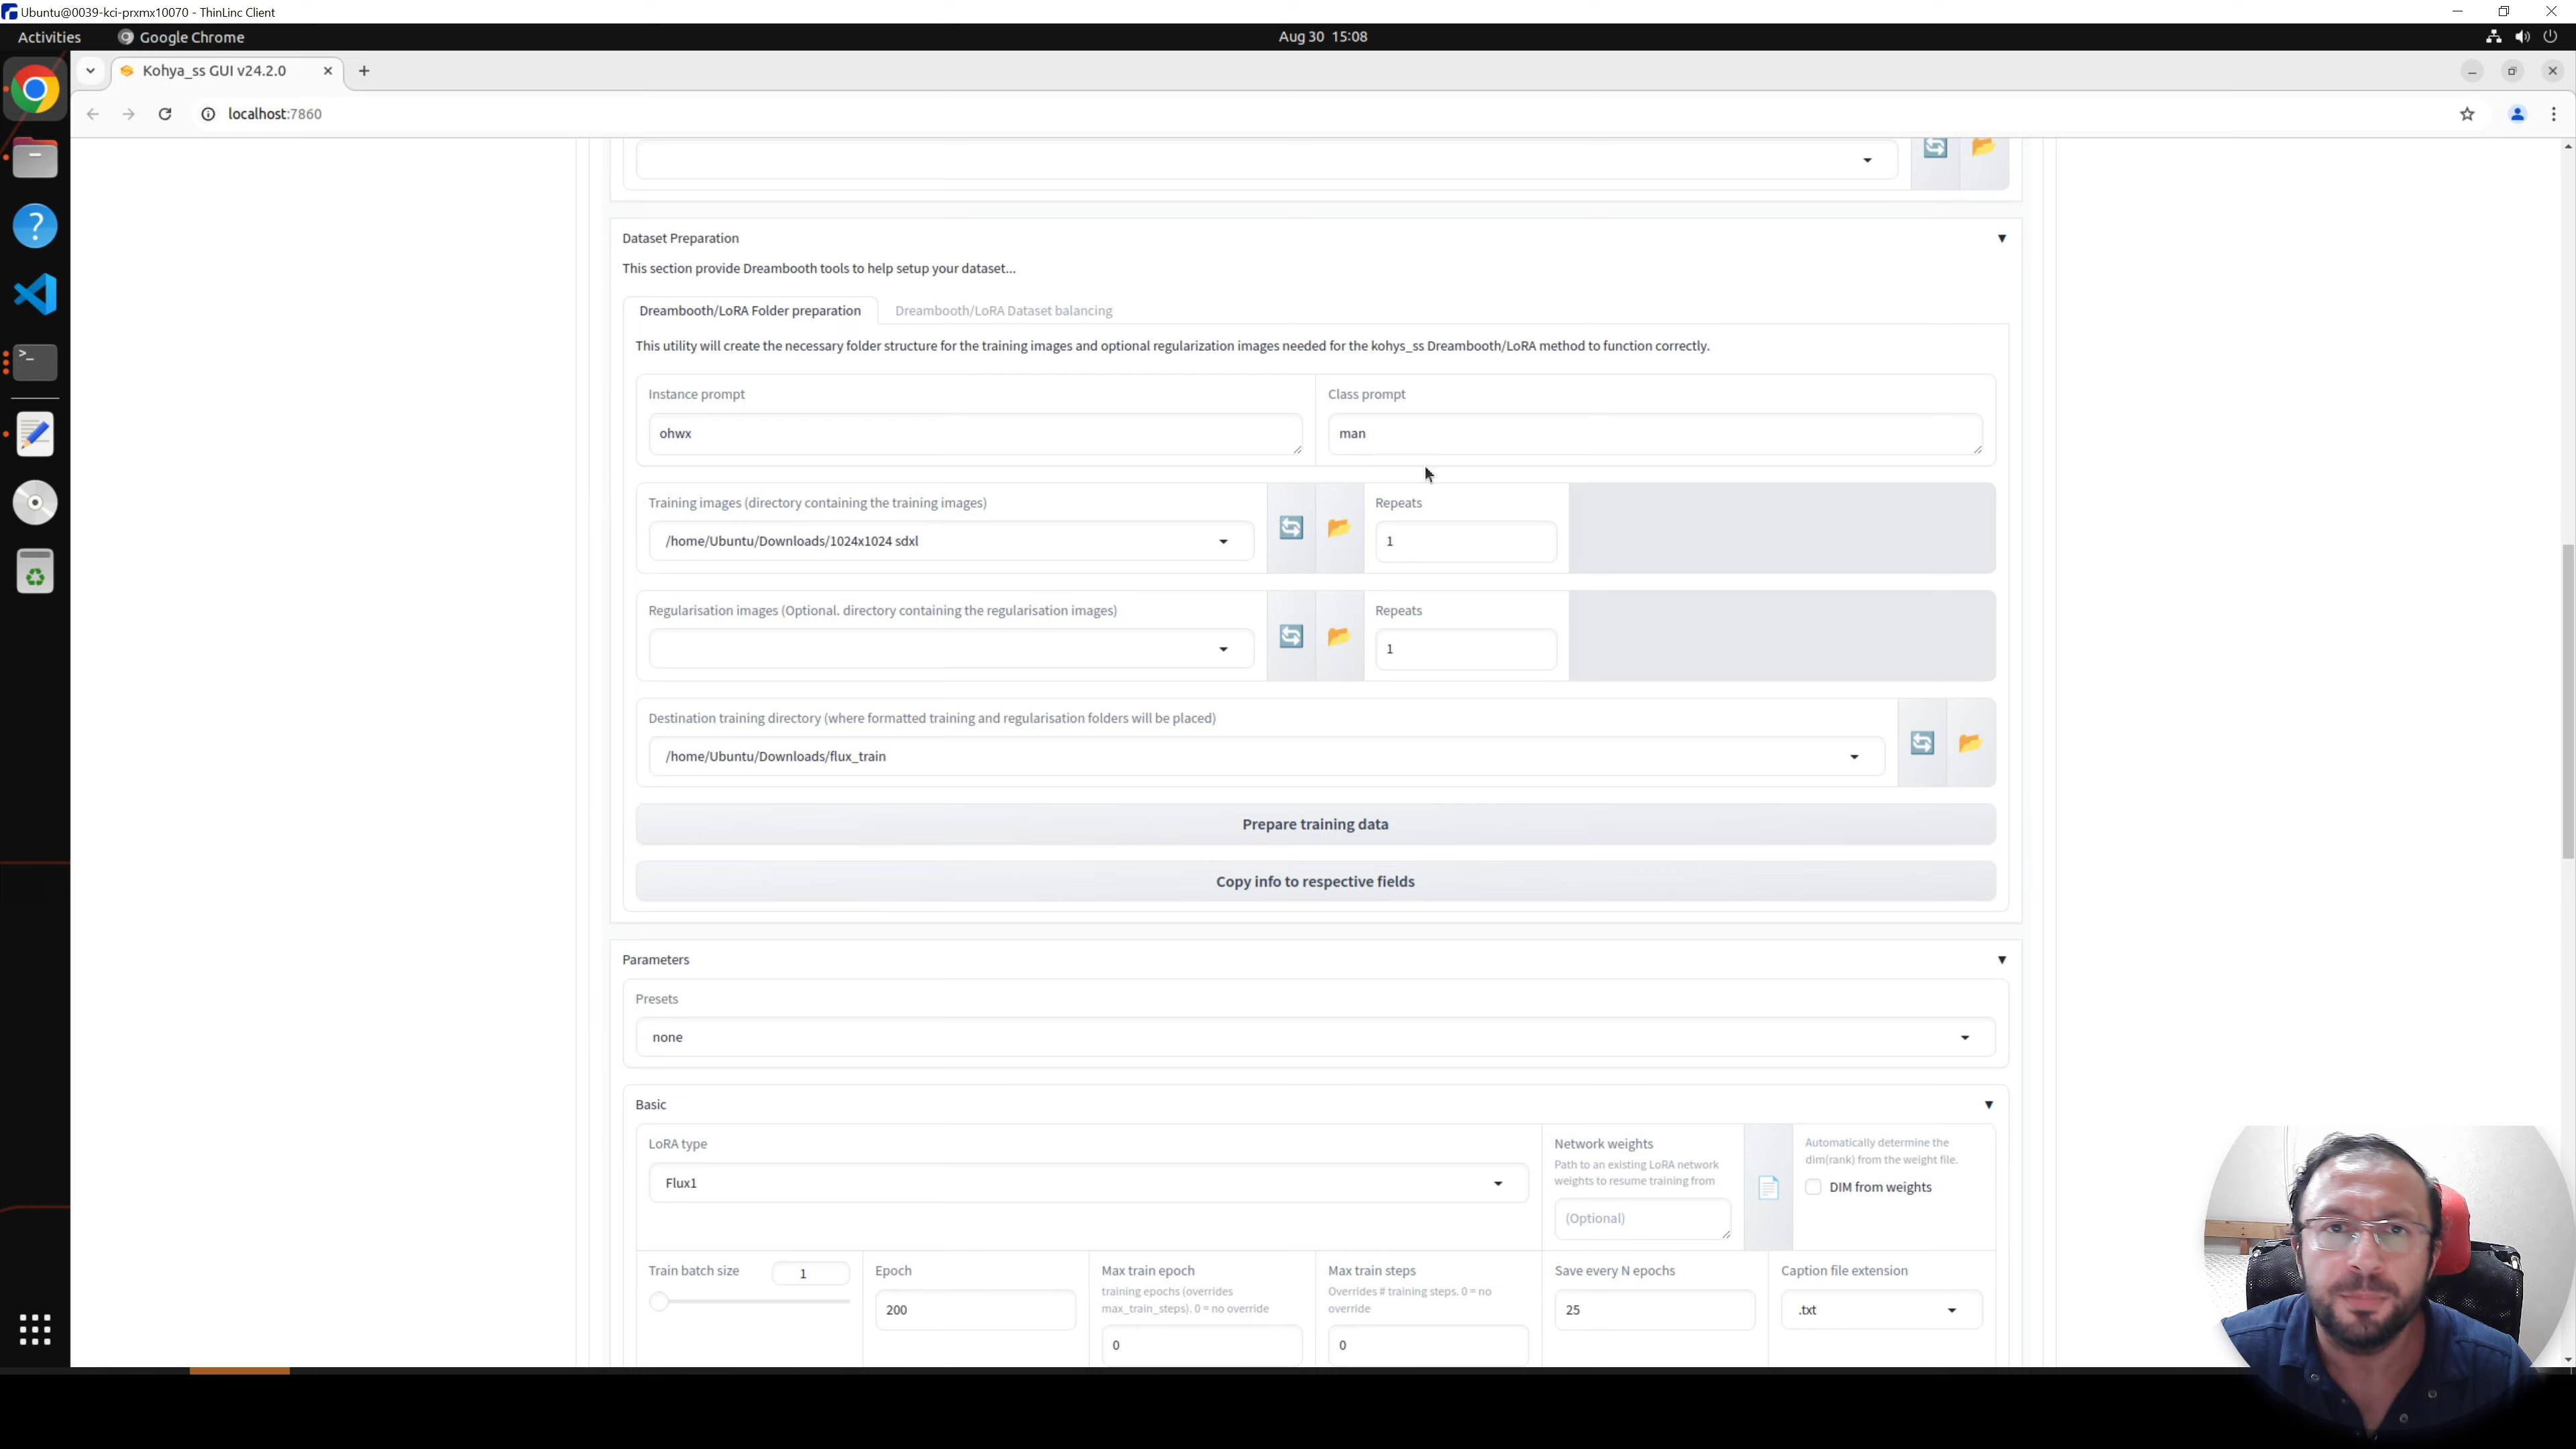 Ubuntu@0039-kci-prxmx10070 - ThinLinc Client
Activities
Google Chrome
Aug 30 15:08
Kohya_ss GUI v24.2.0
localhost:7860
Dataset Preparation
This section provide Dreambooth tools to help setup your dataset...
Dreambooth/LoRA Folder preparation
Dreambooth/LoRA Dataset balancing
This utility will create the necessary folder structure for the training images and optional regularization images needed for the kohys_ss Dreambooth/LoRA method to function correctly.
Instance prompt
Class prompt
ohwx
man
Training images (directory containing the training images)
Repeats
/home/Ubuntu/Downloads/1024x1024 sdxl
1
Regularisation images (Optional. directory containing the regularisation images)
Repeats
1
Destination training directory (where formatted training and regularisation folders will be placed)
/home/Ubuntu/Downloads/flux_train
Prepare training data
Copy info to respective fields
Parameters
Presets
none
Basic
LoRA type
Flux1
Network weights
Path to an existing LoRA network
weights to resume training from
(Optional)
Automatically determine the
dim(rank) from the weight file.
DIM from weights
Train batch size
1
Epoch
200
Max train epoch
training epochs (overrides
max_train_steps). 0 = no override
0
Max train steps
Overrides # training steps. 0 = no
override
0
Save every N epochs
25
Caption file extension
.txt